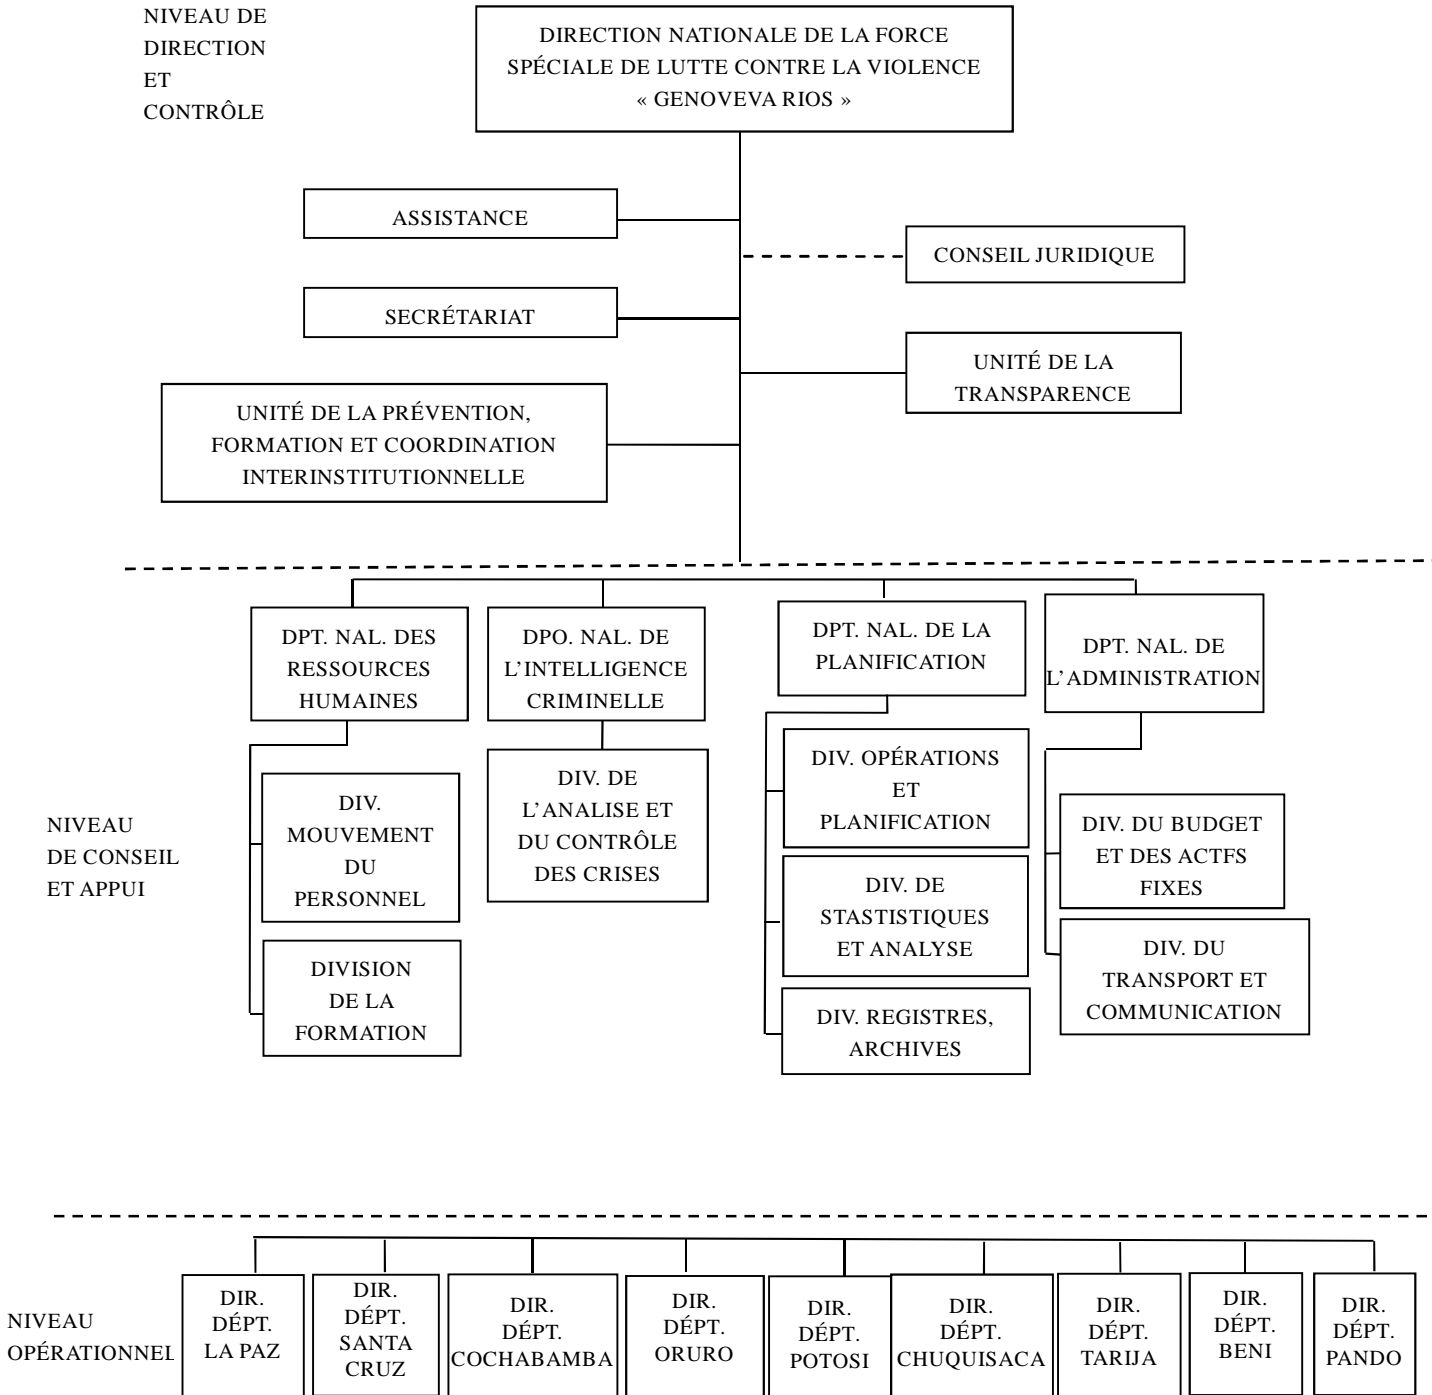 NIVEAU DE
DIRECTION
ET
CONTRÔLE
DIRECTION NATIONALE DE LA FORCE
SPÉCIALE DE LUTTE CONTRE LA VIOLENCE
« GENOVEVA RIOS »
ASSISTANCE
CONSEIL JURIDIQUE
SECRÉTARIAT
UNITÉ DE LA
TRANSPARENCE
UNITÉ DE LA PRÉVENTION,
FORMATION ET COORDINATION
INTERINSTITUTIONNELLE
DPT. NAL. DES
RESSOURCES
HUMAINES
DPO. NAL. DE
L’INTELLIGENCE
CRIMINELLE
DPT. NAL. DE LA
PLANIFICATION
DPT. NAL. DE
L’ADMINISTRATION
NIVEAU
DE CONSEIL
ET APPUI
DIV.
MOUVEMENT
DU
PERSONNEL
DIVISION
DE LA
FORMATION
DIV. DE
L’ANALISE ET
DU CONTRÔLE
DES CRISES
DIV. OPÉRATIONS
ET
PLANIFICATION
DIV. DE
STASTISTIQUES
ET ANALYSE
DIV. REGISTRES,
ARCHIVES
DIV. DU BUDGET
ET DES ACTFS
FIXES
DIV. DU
TRANSPORT ET
COMMUNICATION
NIVEAU
OPÉRATIONNEL
DIR.
DÉPT.
LA PAZ
DIR.
DÉPT.
SANTA
CRUZ
DIR.
DÉPT.
COCHABAMBA
DIR.
DÉPT.
ORURO
DIR.
DÉPT.
POTOSI
DIR.
DÉPT.
CHUQUISACA
DIR.
DÉPT.
TARIJA
DIR.
DÉPT.
BENI
DIR.
DÉPT.
PANDO